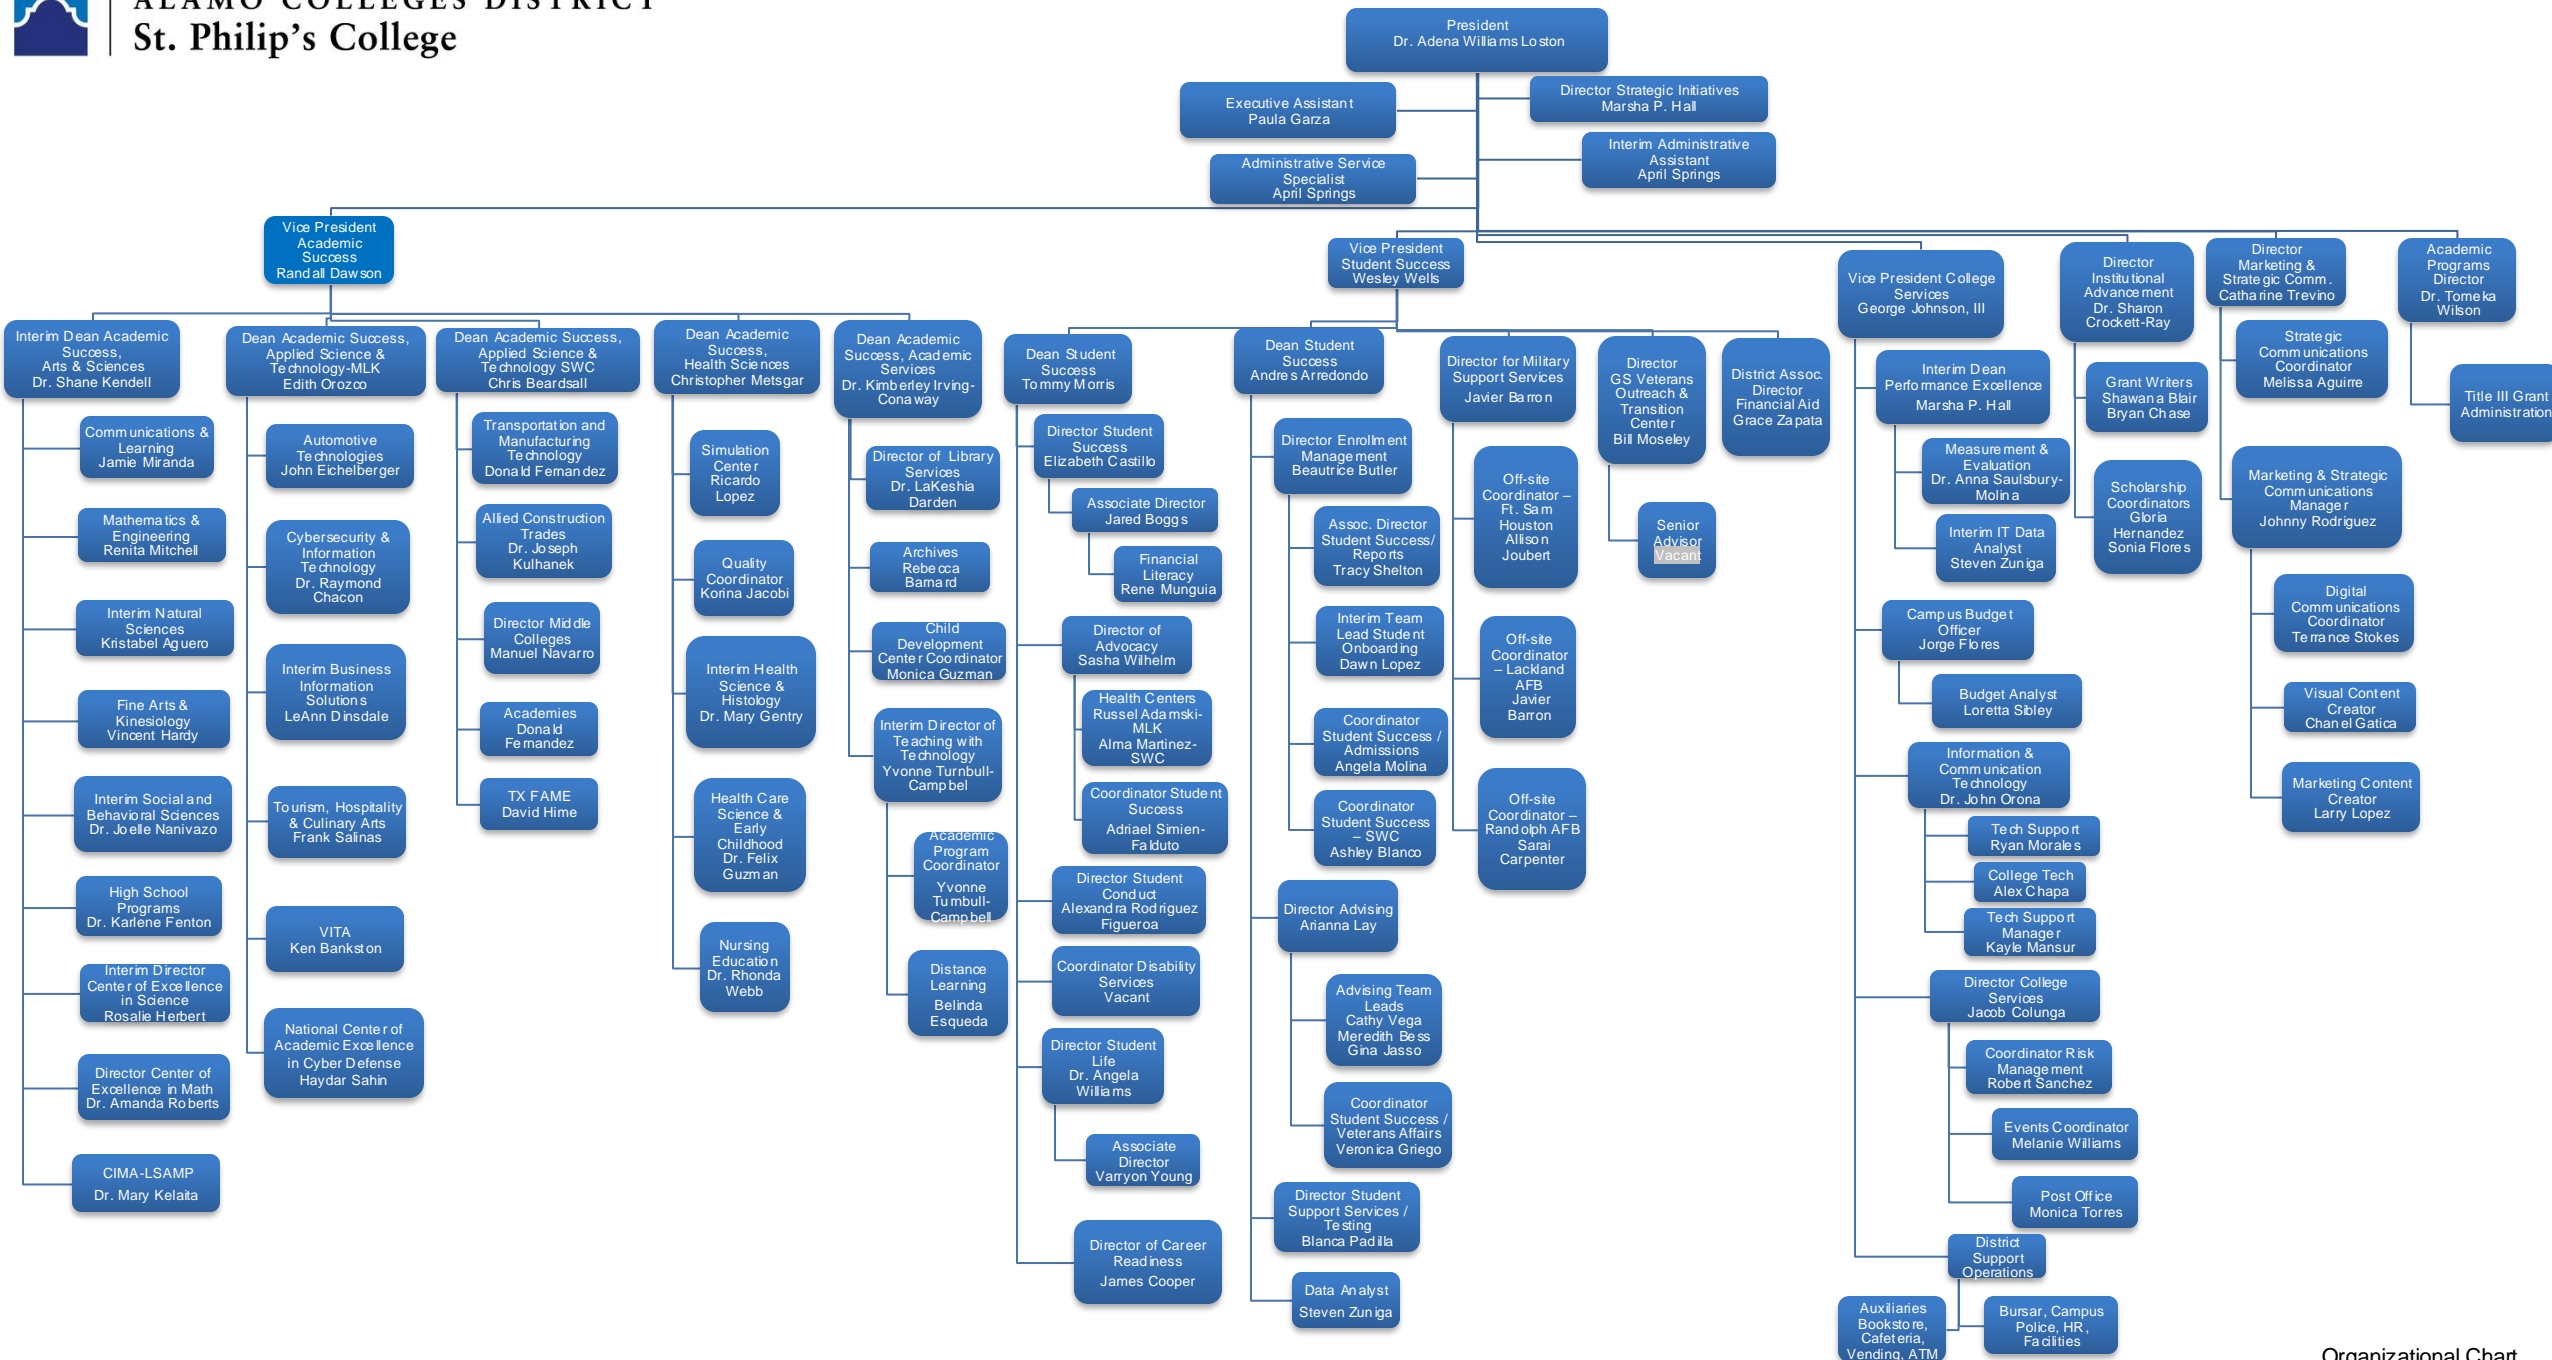 ALAMO COLLEGES DISTRICT
St. Philip's College
President
Dr. Adena Williams Loston
Executive Assistant
Paula Garza
Director Strategic Initiatives
Marsha P. Hall
Administrative Service
Specialist
April Springs
Interim Administrative
Assistant
April Springs
Vice President
Academic
Success
Randall Dawson
Vice President
Student Success
Wesley Wells
Vice President College
Services
George Johnson, III
Director
Institutional
Advancement
Dr. Sharon
Crockett-Ray
Director
Marketing &
Strategic Comm.
Catharine Trevino
Academic
Programs
Director
Dr. Tomeka
Wilson
Interim Dean Academic
Success,
Arts & Sciences
Dr. Shane Kendell
Communications &
Learning
Jamie Miranda
Mathematics &
Engineering
Renita Mitchell
Interim Natural
Sciences
Kristabel Aguero
Fine Arts &
Kinesiology
Vincent Hardy
Interim Social and
Behavioral Sciences
Dr. Joelle Nanivazo
High School
Programs
Dr. Karlene Fenton
Interim Director
Center of Excellence
in Science
Rosalie Herbert
Director Center of
Excellence in Math
Dr. Amanda Roberts
CIMA-LSAMP
Dr. Mary Kelaita
Dean Academic Success,
Applied Science &
Technology-MLK
Edith Orozco
Automotive
Technologies
John Eichelberger
Cybersecurity &
Information
Technology
Dr. Raymond
Chacon
Interim Business
Information
Solutions
LeAnn Dinsdale
Tourism, Hospitality
& Culinary Arts
Frank Salinas
VITA
Ken Bankston
National Center of
Academic Excellence
in Cyber Defense
Haydar Sahin
Dean Academic Success,
Applied Science &
Technology SWC
Chris Beardsall
Transportation and
Manufacturing
Technology
Donald Fernandez
Allied Construction
Trades
Dr. Joseph
Kulhanek
Director Middle
Colleges
Manuel Navarro
Academies
Donald
Fernandez
TX FAME
David Hirne
Dean Academic
Success,
Health Sciences
Christopher Metsgar
Simulation
Center
Ricardo
Lopez
Quality
Coordinator
Korina Jacobi
Interim Health
Science &
Histology
Dr. Mary Gentry
Health Care
Science &
Early
Childhood
Dr. Felix
Guzman
Nursing
Education
Dr. Rhonda
Webb
Dean Academic
Success, Academic
Services
Dr. Kimberley Irving-
Conaway
Director of Library
Services
Dr. LaKeshia
Darden
Archives
Rebecca
Barnard
Child
Development
Center Coordinator
Monica Guzman
Interim Director of
Teaching with
Technology
Yvonne Turnbull-
Campbel
Academic
Program
Coordinator
Yvonne
Turnbull-
Campbell
Distance
Learning
Belinda
Esqueda
Dean Student
Success
Tommy Morris
Director Student
Success
Elizabeth Castillo
Associate Director
Jared Boggs
Financial
Literacy
Rene Munguia
Director of
Advocacy
Sasha Wilhelm
Health Centers
Russel Adamski-
MLK
Alma Martinez-
SWC
Coordinator Student
Success
Adriael Simien-
Falduto
Director Student
Conduct
Alexandra Rodriguez
Figueroa
Coordinator Disability
Services
Vacant
Director Student
Life
Dr. Angela
Williams
Associate
Director
Varryon Young
Director of Career
Readiness
James Cooper
Dean Student
Success
Andres Arredondo
Director Enrollment
Management
Beautrice Butler
Assoc. Director
Student Success/
Reports
Tracy Shelton
Interim Team
Lead Student
Onboarding
Dawn Lopez
Coordinator
Student Success /
Admissions
Angela Molina
Coordinator
Student Success
– SWC
Ashley Blanco
Director Advising
Arianna Lay
Advising Team
Leads
Cathy Vega
Meredith Bess
Gina Jasso
Coordinator
Student Success /
Veterans Affairs
Veronica Griego
Director Student
Support Services /
Testing
Blanca Padilla
Data Analyst
Steven Zuniga
Director for Military
Support Services
Javier Barron
Off-site
Coordinator –
Ft. Sam
Houston
Allison
Joubert
Off-site
Coordinator
– Lackland
AFB
Javier
Barron
Off-site
Coordinator –
Randolph AFB
Sarai
Carpenter
Director
GS Veterans
Outreach &
Transition
Center
Bill Moseley
Senior
Advisor
Vacant
District Assoc.
Director
Financial Aid
Grace Zapata
Interim Dean
Performance Excellence
Marsha P. Hall
Measurement &
Evaluation
Dr. Anna Saulsbury-
Molina
Interim IT Data
Analyst
Steven Zuniga
Campus Budget
Officer
Jorge Flores
Budget Analyst
Loretta Sibley
Information &
Communication
Technology
Dr. John Orona
Tech Support
Ryan Morales
College Tech
Alex Chapa
Tech Support
Manager
Kayle Mansur
Director College
Services
Jacob Colunga
Coordinator Risk
Management
Robert Sanchez
Events Coordinator
Melanie Williams
Post Office
Monica Torres
District
Support
Operations
Auxiliaries
Bookstore,
Cafeteria,
Vending, ATM
Bursar, Campus
Police, HR,
Facilities
Grant Writers
Shawana Blair
Bryan Chase
Scholarship
Coordinators
Gloria
Hernandez
Sonia Flores
Strategic
Communications
Coordinator
Melissa Aguirre
Marketing & Strategic
Communications
Manager
Johnny Rodriguez
Digital
Communications
Coordinator
Terrance Stokes
Visual Content
Creator
Chanel Gatica
Marketing Content
Creator
Larry Lopez
Title III Grant
Administration
Organizational Chart